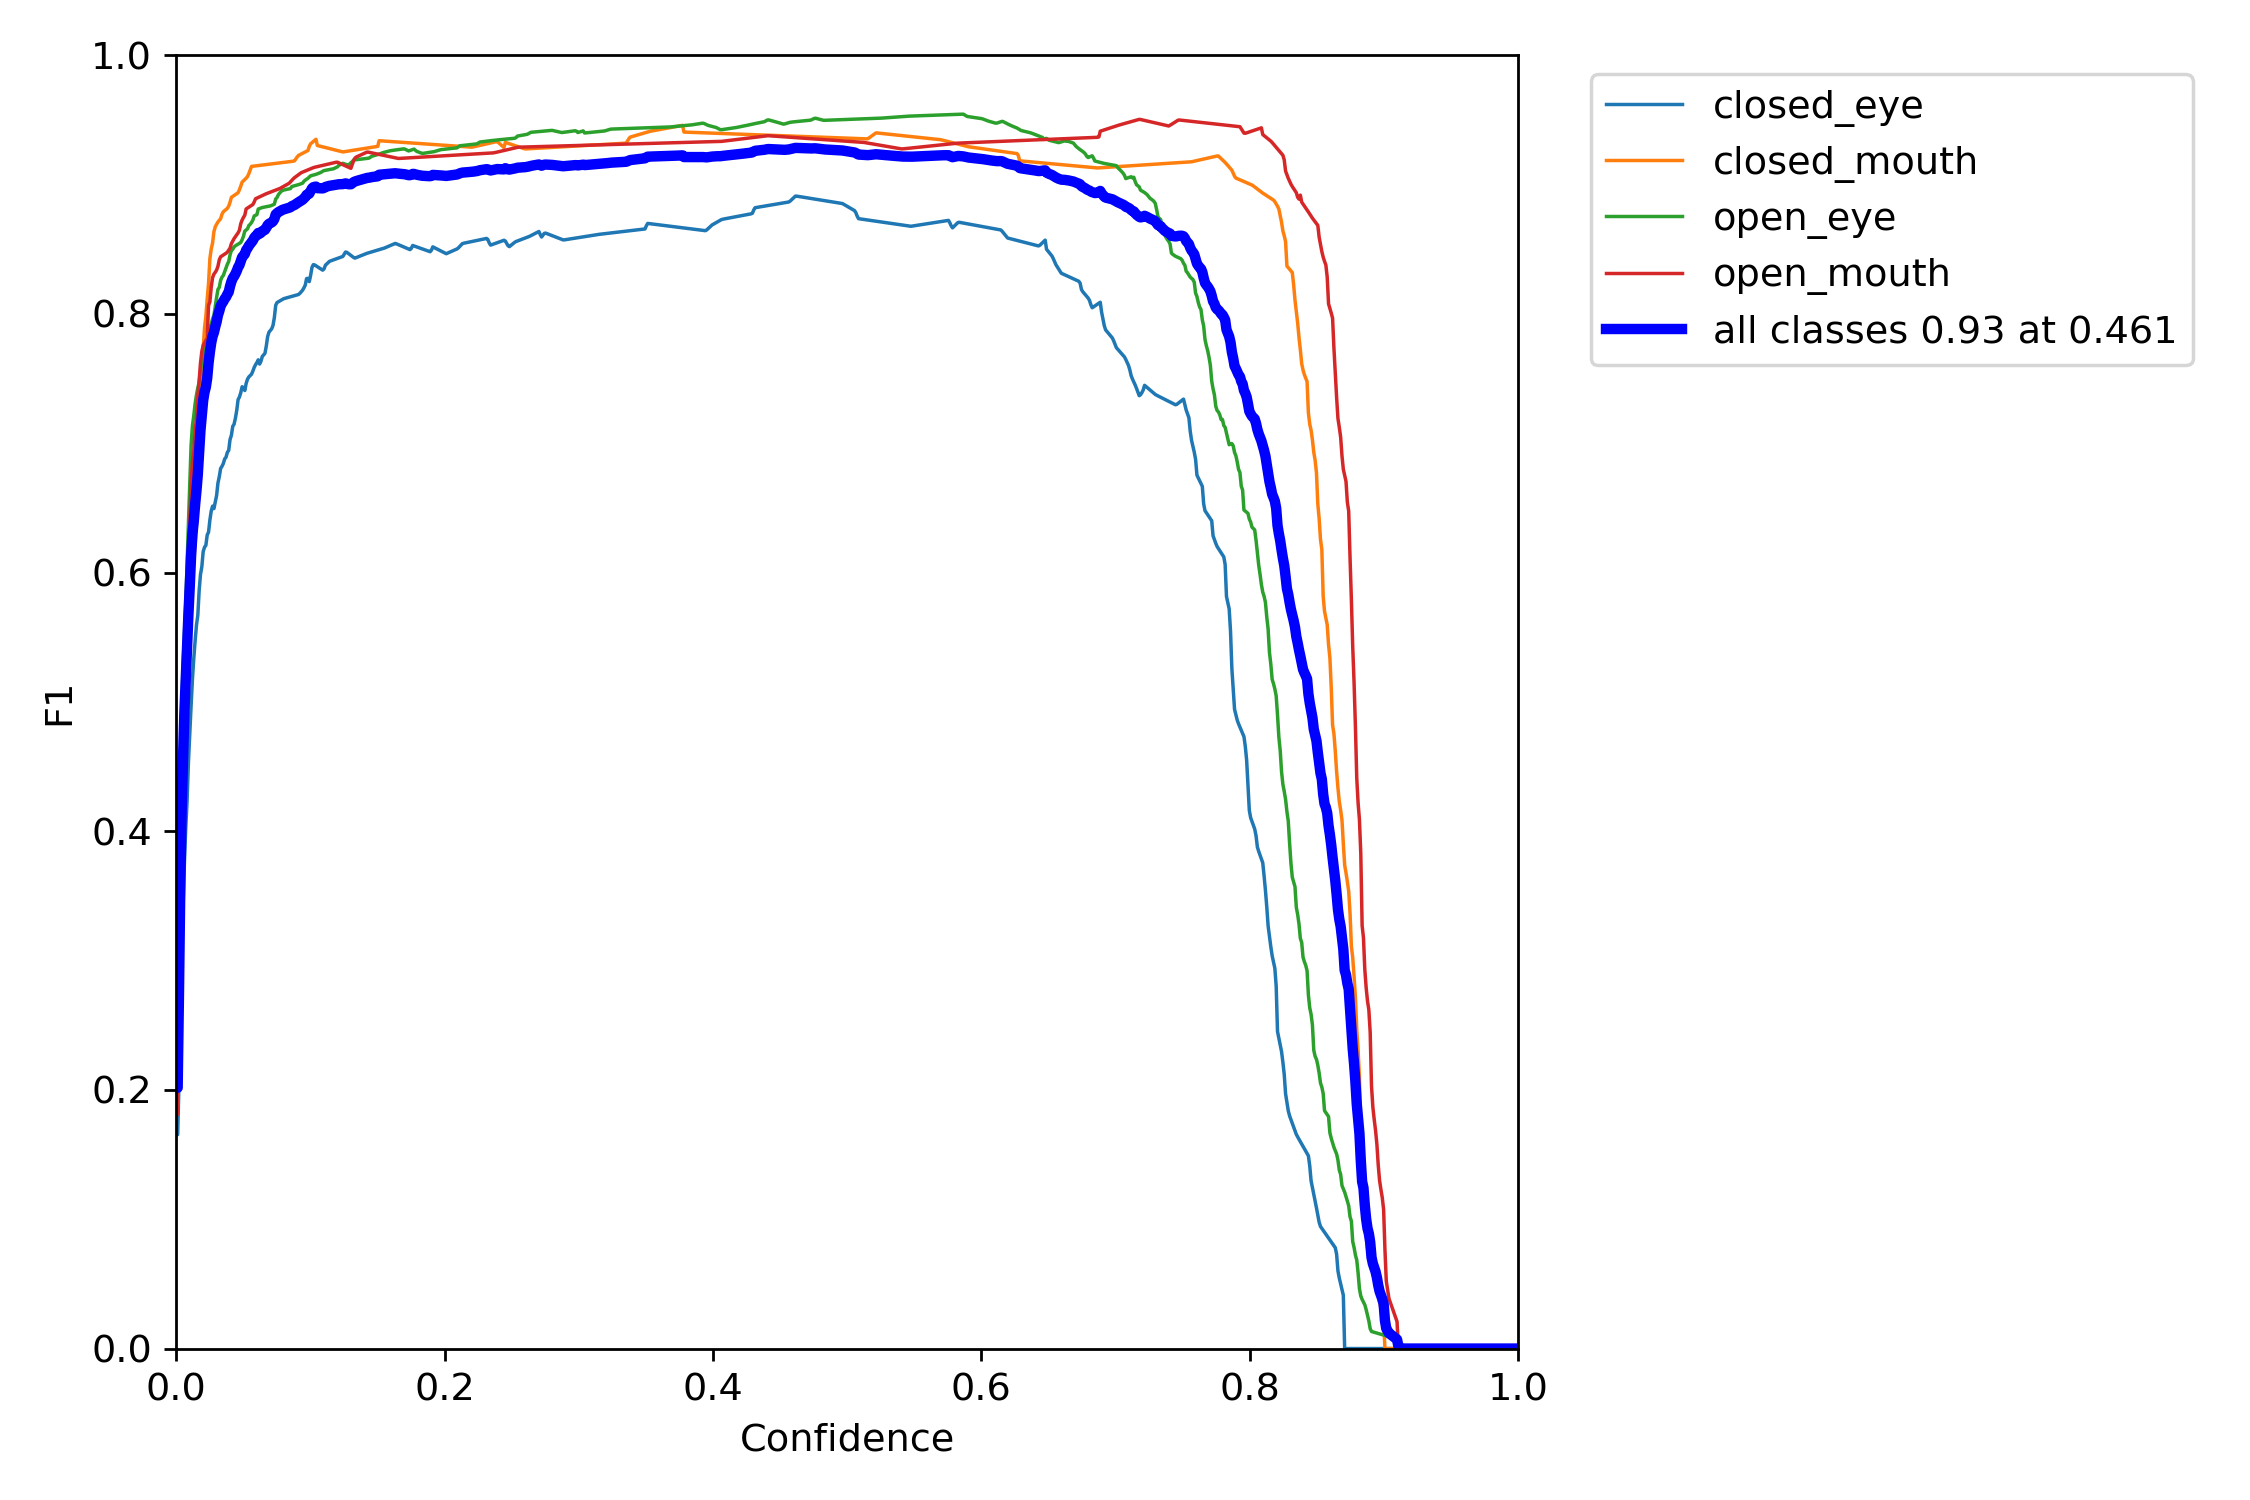 1.0
0.8
0.6
0.4
0.2
0.0
F1
0.0 0.2 0.4 0.6 0.8 1.0
Confidence
closed_eye
closed_mouth
open_eye
open_mouth
all classes 0.93 at 0.461